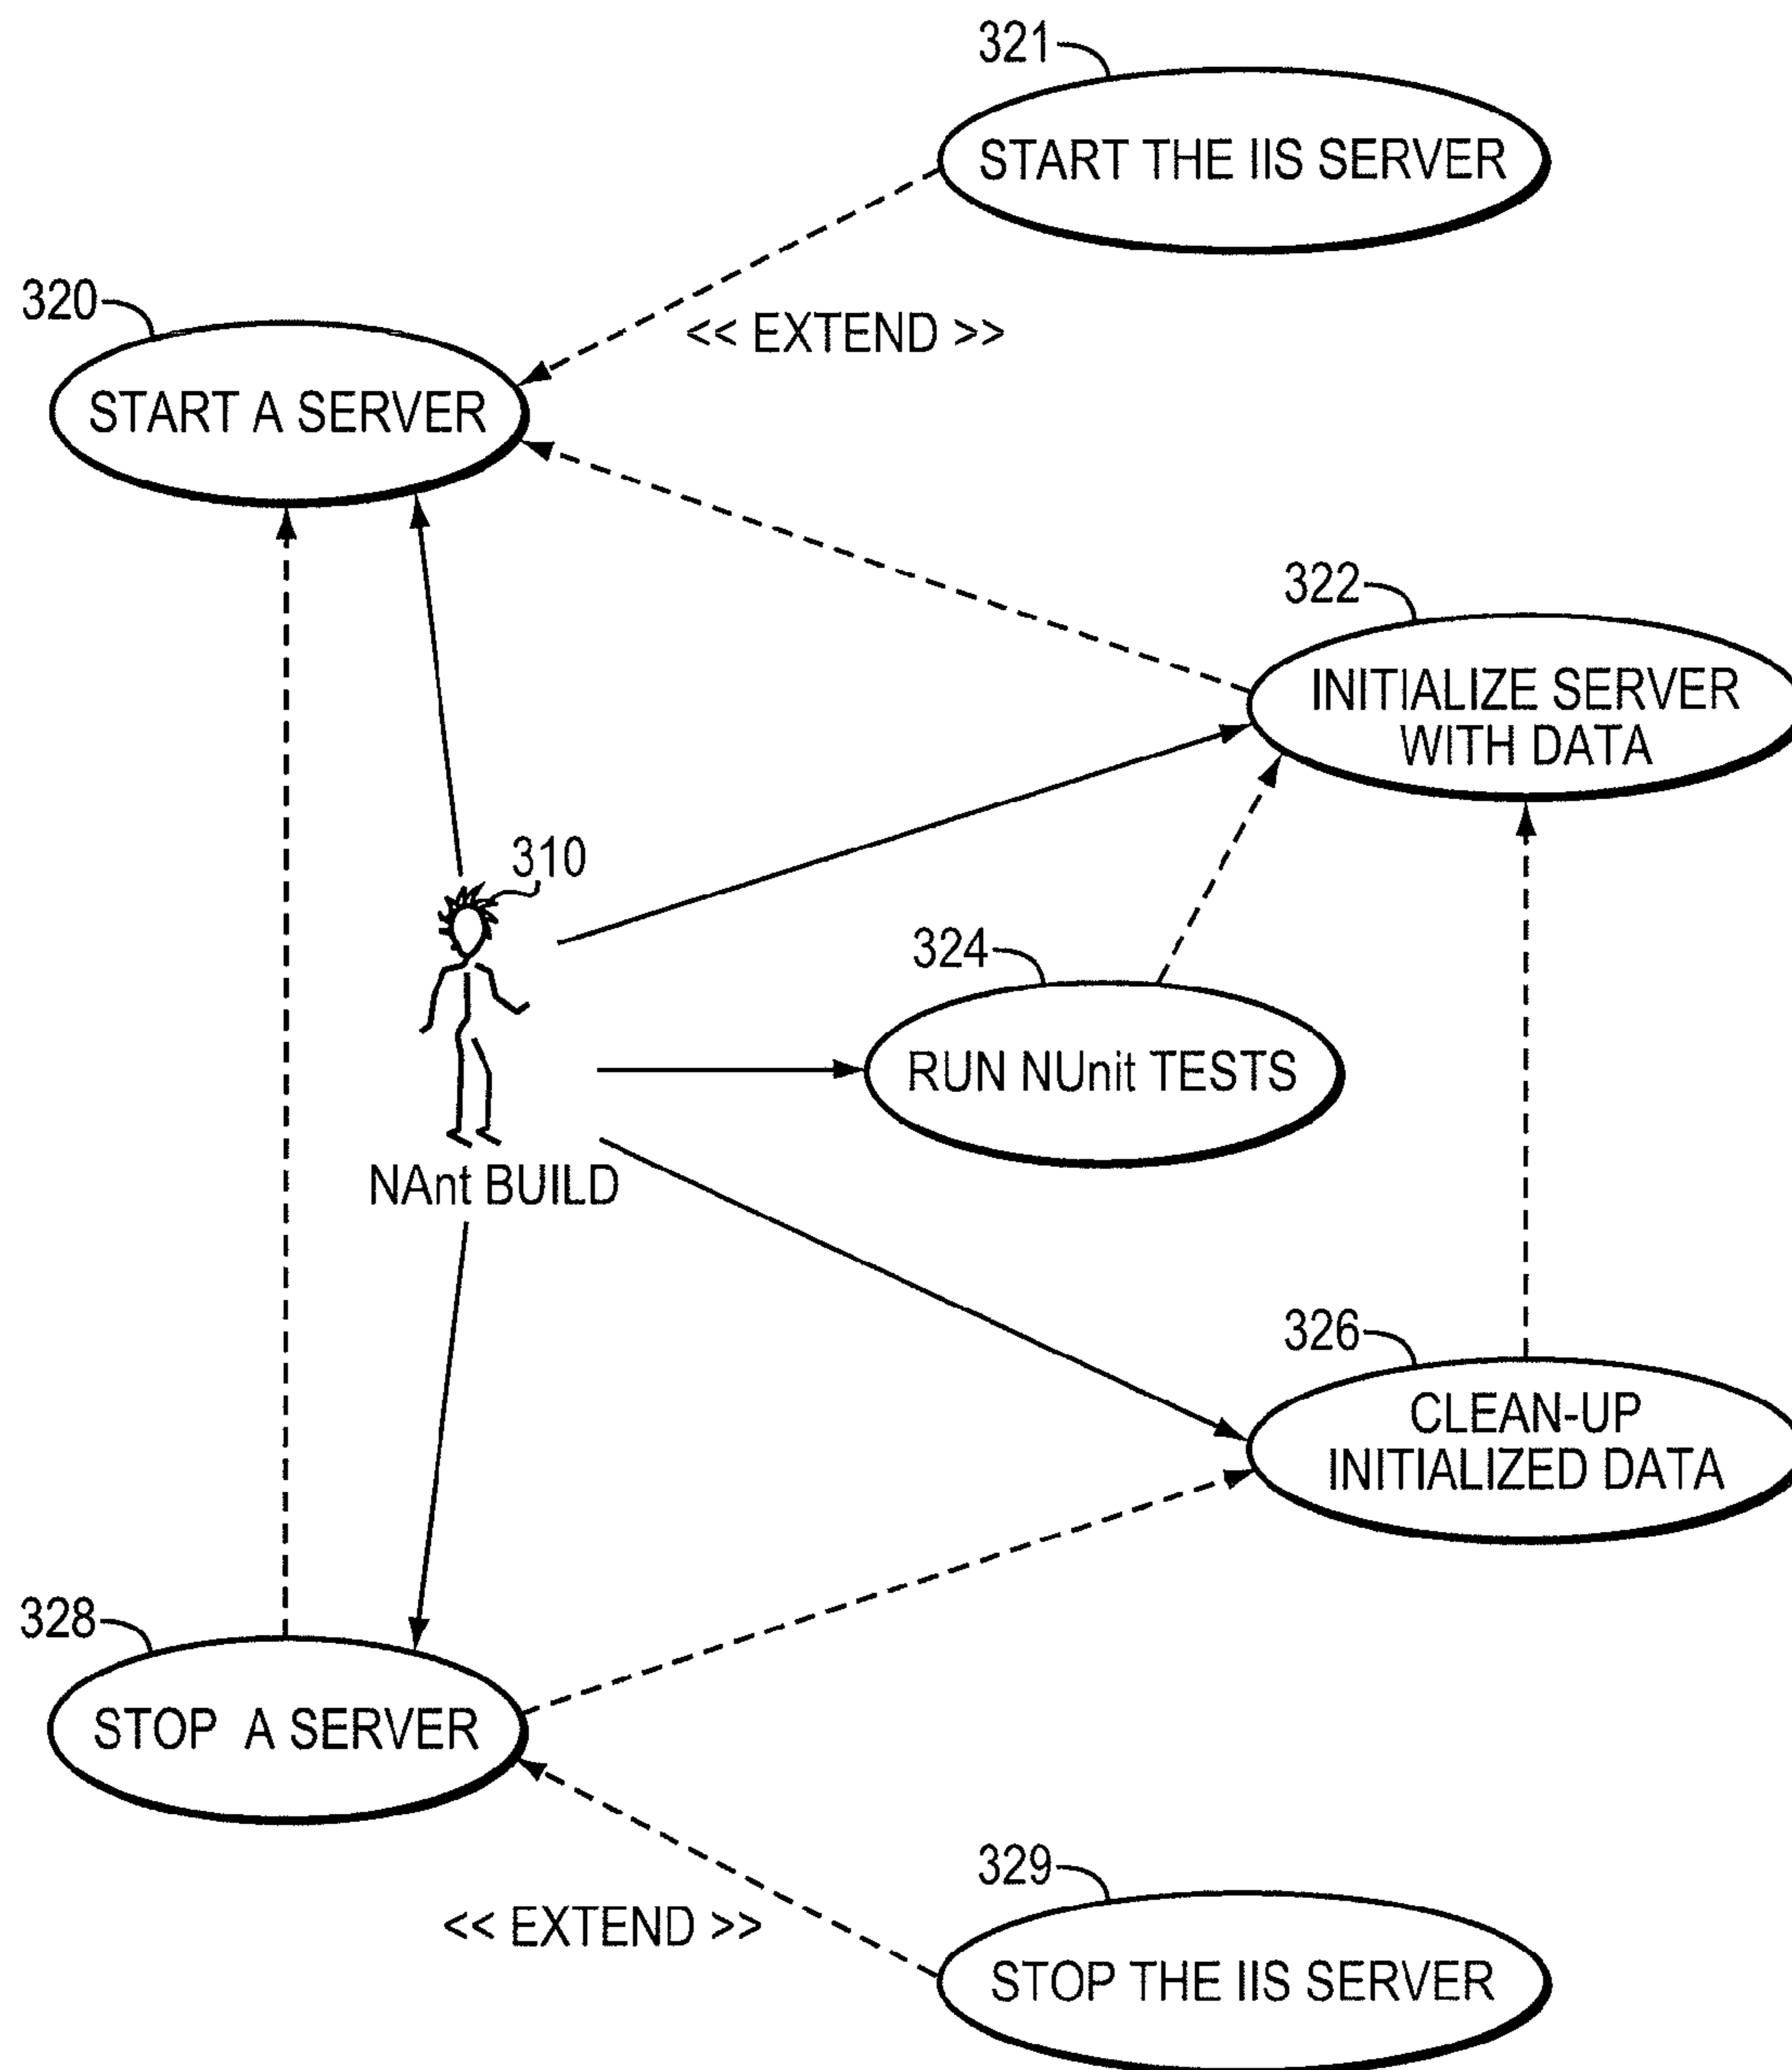 321
START THE IIS SERVER
320
<< EXTEND >>
START A SERVER
322
INITIALIZE SERVER
WITH DATA
310
324
RUN NUnit TESTS
NAnt BUILD
326
CLEAN-UP
INITIALIZED DATA
328
STOP A SERVER
329
<< EXTEND >>
STOP THE IIS SERVER